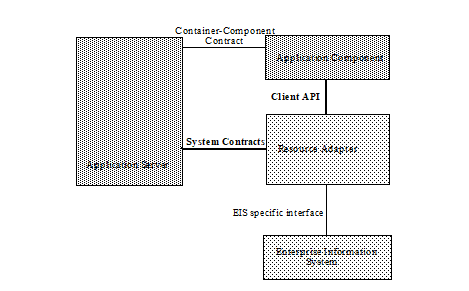 Container-Component
Contract
Application Component
Client API
System Contracts
Resource Adapter
Application Server
EIS specific interface
Enterprise Information
System